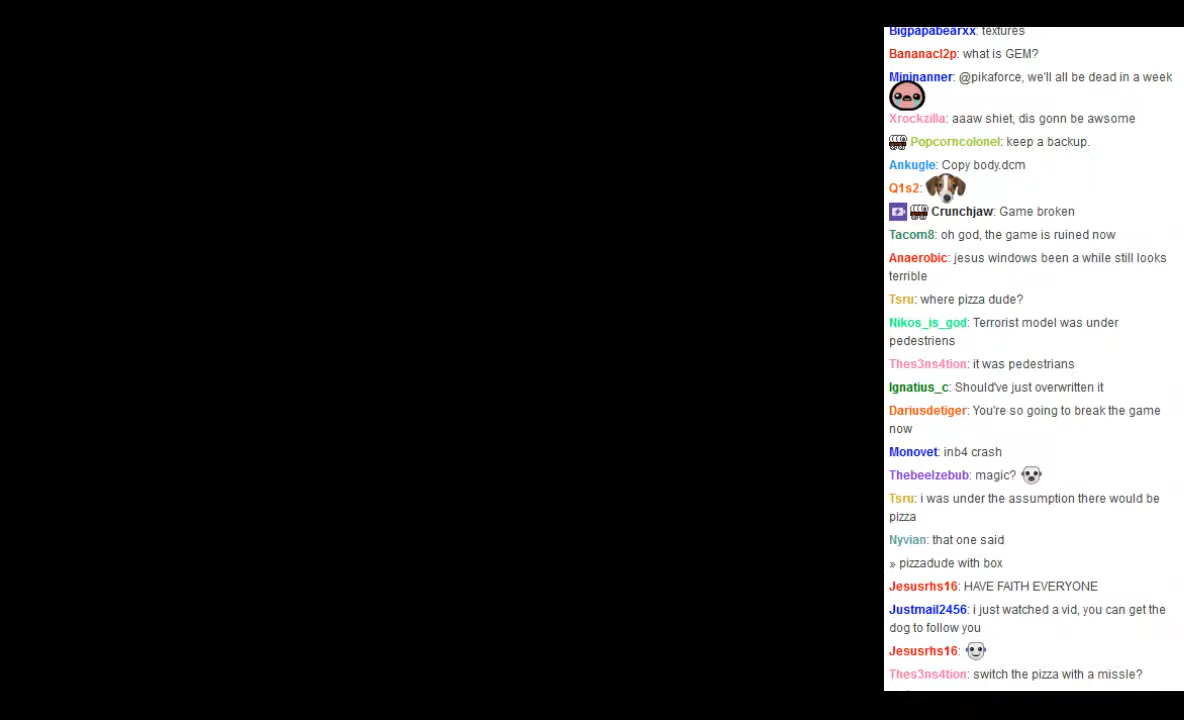 Bigpapabearxx: textures
Bananacl2p: what is GEM?
Mininanner: @pikaforce, we'll all be dead in a week
Xrockzilla: aaaw shiet, dis gonn be awsome
Popcorncolonel: keep a backup.
Ankugle: Copy body.dcm
Q1s2:
Crunchjaw: Game broken
Tacom8: oh god, the game is ruined now
Anaerobic: jesus windows been a while still looks
terrible
Tsru: where pizza dude?
Nikos_is_god: Terrorist model was under
pedestriens
Thes3ns4tion: it was pedestrians
Ignatius_c: Should've just overwritten it
Dariusdetiger: You're so going to break the game
now
Monovet: inb4 crash
Thebeelzebub: magic?
Tsru: i was under the assumption there would be
pizza
Nyvian: that one said
» pizzadude with box
Jesusrhs16: HAVE FAITH EVERYONE
Justmail2456: i just watched a vid, you can get the
dog to follow you
Jesusrhs16:
Thes3ns4tion: switch the pizza with a missle?